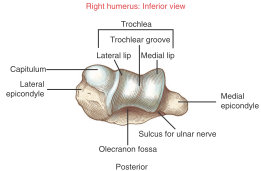 Right humerus: Inferior view
Trochlea
Trochlear groove
Lateral lip
Medial lip
Capitulum
Lateral
epicondyle
Medial
epicondyle
Sulcus for ulnar nerve
Olecranon fossa
Posterior